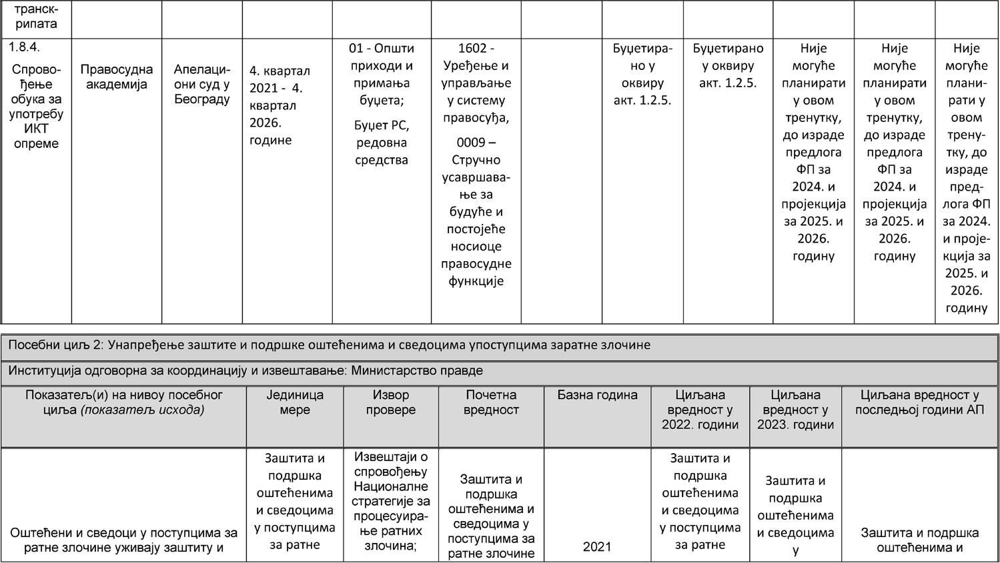 транск-
рипата
1.8.4.
Спрово-
ђење
обука за
употребу
ИКТ
опреме
Правосудна
академија
Апелаци-
они суд у
Београду
4. квартал
2021 - 4.
квартал
2026.
године
01 - Општи
приходи и
примања
буџета;
Буџет РС,
редовна
средства
1602 -
Уређење и
управљање
у систему
правосуђа,
0009 –
Стручно
усавршава-
ње за
будуће и
постојеће
носиоце
правосудне
функције
Буџетира-
но у
оквиру
акт. 1.2.5.
Буџетирано
у оквиру
акт. 1.2.5.
Није
могуће
планирати
у овом
тренутку,
до израде
предлога
ФП за
2024. и
пројекција
за 2025. и
2026.
годину
Није
могуће
планирати
у овом
тренутку,
до израде
предлога
ФП за
2024. и
пројекција
за 2025. и
2026.
годину
Није
могуће
плани-
рати у
овом
трену-
тку, до
израде
пред-
лога ФП
за 2024.
и проје-
кција за
2025. и
2026.
годину
Посебни циљ 2: Унапређење заштите и подршке оштећенима и сведоцима упоступцима заратне злочине
Институција одговорна за координацију и извештавање: Министарство правде
Показатељ(и) на нивоу посебног
циља (показатељ исхода)
Јединица
мере
Извор
провере
Почетна
вредност
Базна година
Циљана
вредност у
2022. години
Циљана
вредност у
2023. години
Циљана вредност у
последњој години АП
Оштећени и сведоци у поступцима за
ратне злочине уживају заштиту и
Заштита и
подршка
оштећенима
и сведоцима
у поступцима
за ратне
Извештаји о
спровођењу
Националне
стратегије за
процесуира-
ње ратних
злочина;
Заштита и
подршка
оштећенима и
сведоцима у
поступцима за
ратне злочине
2021
Заштита и
подршка
оштећенима
и сведоцима
у поступцима
за ратне
Заштита и
подршка
оштећенима
и сведоцима
у
Заштита и подршка
оштећенима и